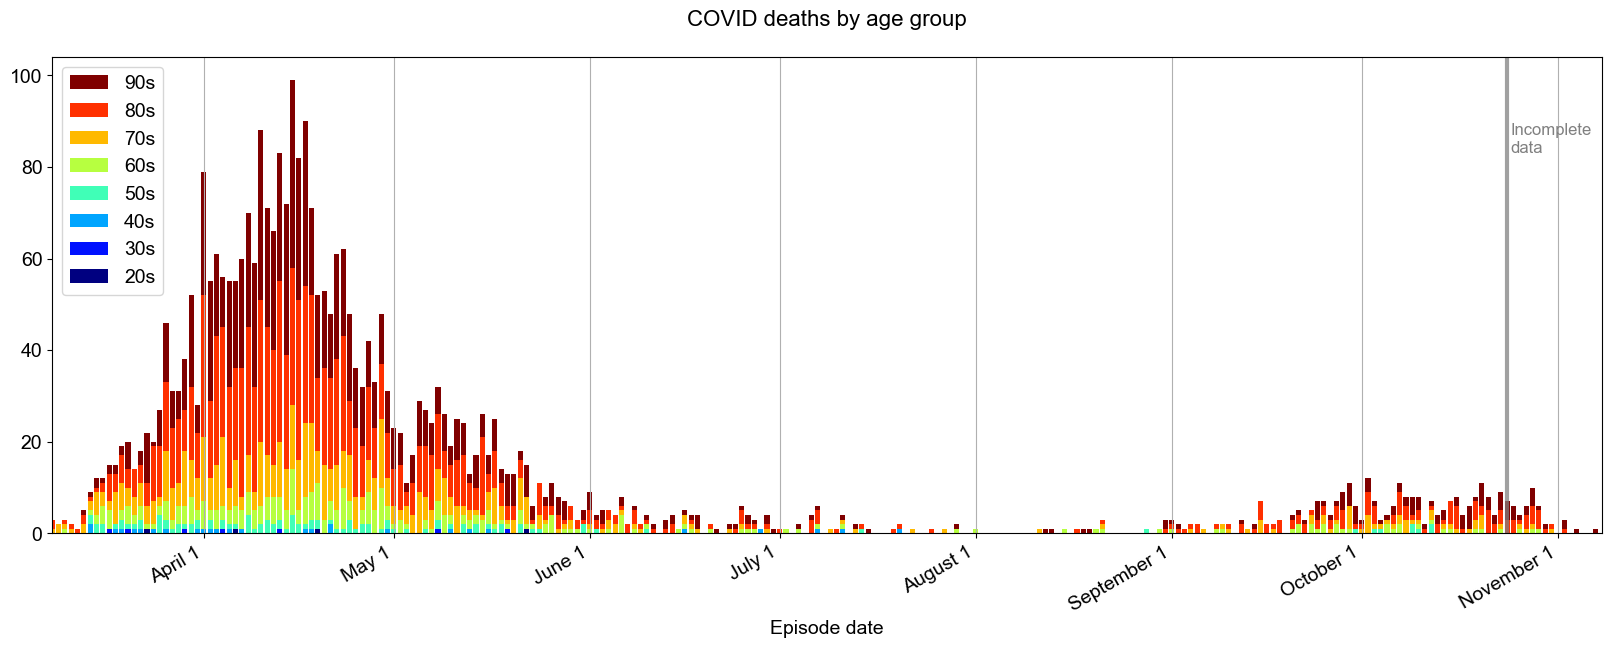 COVID deaths by age group
100
80
60
40
20
0
90s
80s
70s
60s
50s
40s
30s
20s
Incomplete
data
April 1
May 1
June 1
July 1
August 1
September 1
October 1
November 1
Episode date